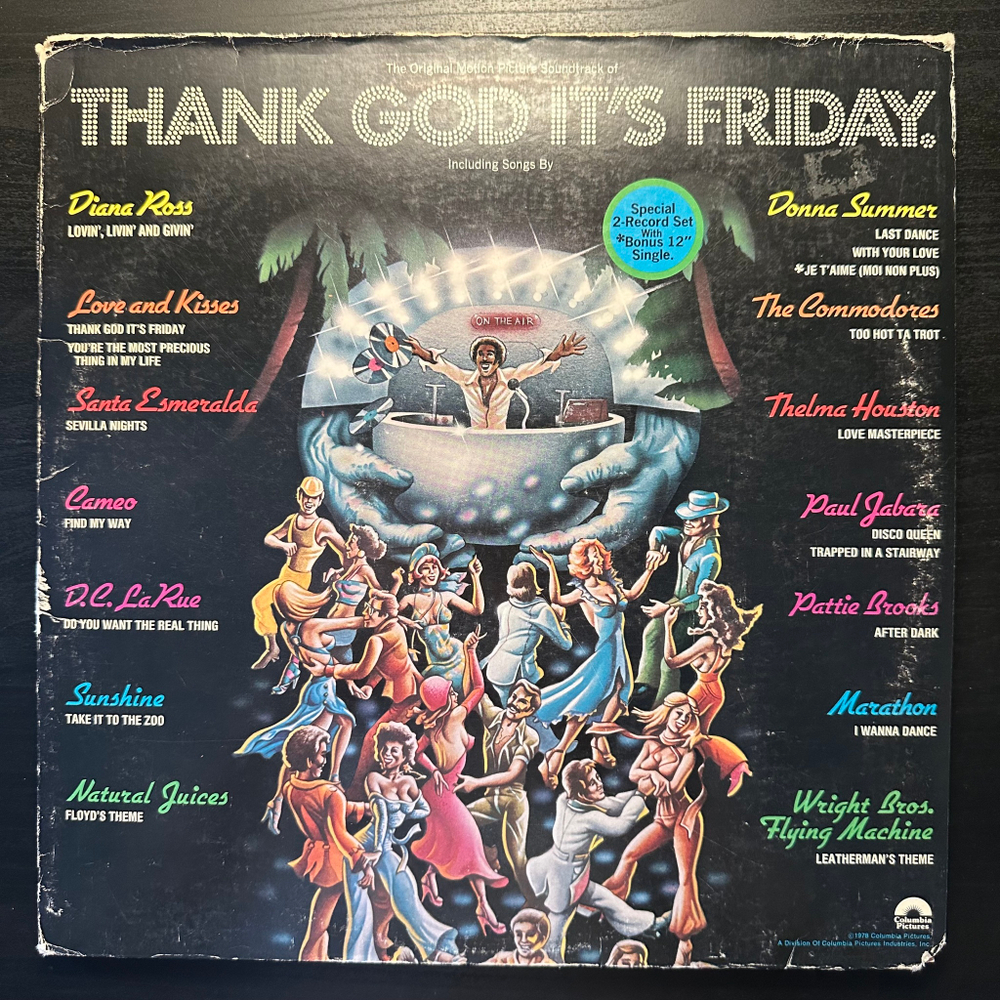 The Original Motion Picture Soundtrack of
THANK GOD IT'S FRIDAY.
Including Songs By
Diana Ross
LOVIN', LIVIN' AND GIVIN'
Love and Kisses
THANK GOD IT'S FRIDAY
YOU'RE THE MOST PRECIOUS
THING IN MY LIFE
Santa Esmeralda
SEVILLA NIGHTS
Cameo
FIND MY WAY
D.C. LaRue
DO YOU WANT THE REAL THING
Sunshine
TAKE IT TO THE ZOO
Natural Juices
FLOYD'S THEME
Special
2-Record Set
With
*Bonus 12"
Single.
ON THE AIR
Donna Summer
LAST DANCE
WITH YOUR LOVE
*JE T'AIME (MOI NON PLUS)
The Commodores
TOO HOT TA TROT
Thelma Houston
LOVE MASTERPIECE
Paul Jabara
DISCO QUEEN
TRAPPED IN A STAIRWAY
Pattie Brooks
AFTER DARK
Marathon
I WANNA DANCE
Wright Bros.
Flying Machine
LEATHERMAN'S THEME
Columbia
Pictures
©1978 Columbia Pictures,
A Division Of Columbia Pictures Industries, Inc.